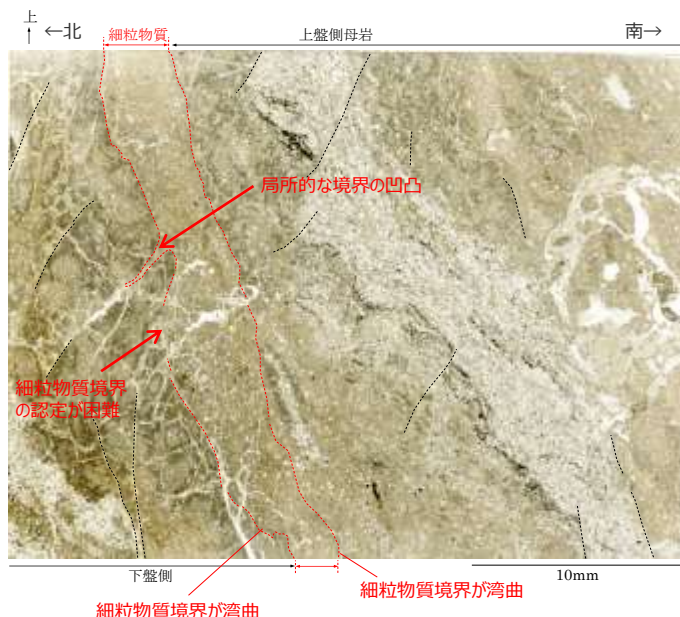 上
←北
細粒物質
上盤側母岩
南→
局所的な境界の凹凸
細粒物質境界
の認定が困難
下盤側
10mm
細粒物質境界が湾曲
細粒物質境界が湾曲